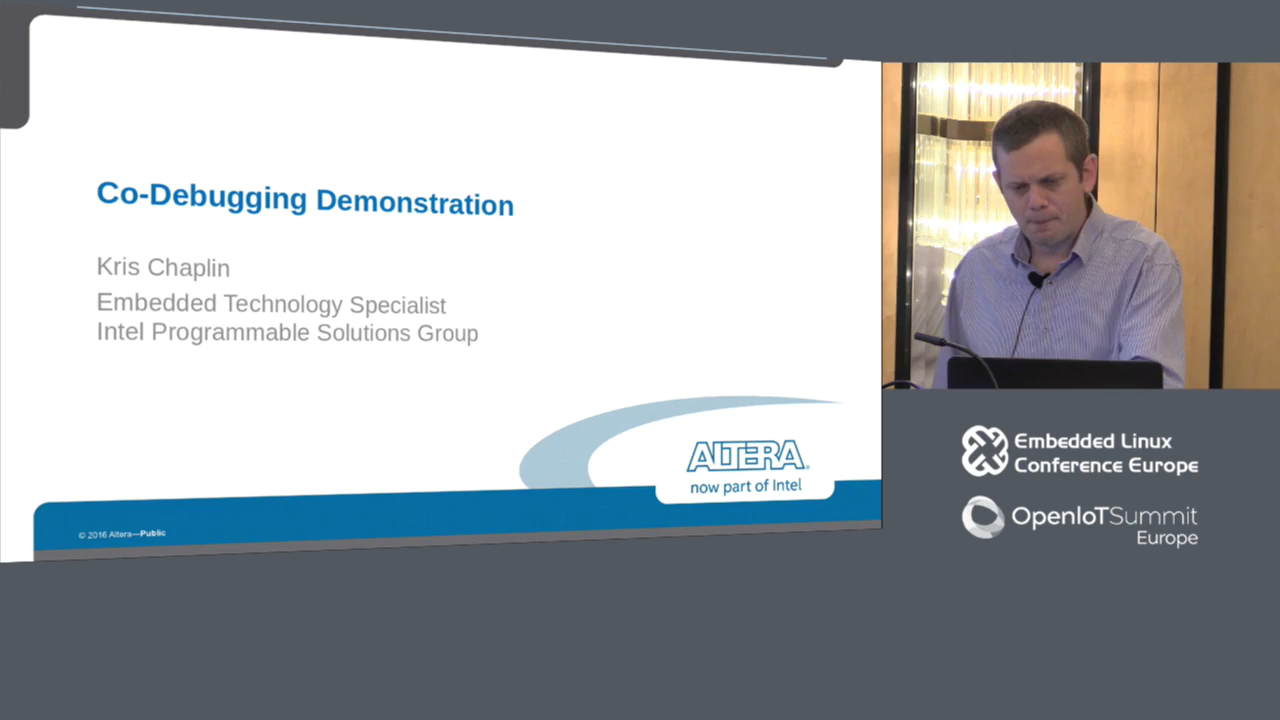 Co-Debugging Demonstration
Kris Chaplin
Embedded Technology Specialist
Intel Programmable Solutions Group
ALTERA®
now part of Intel
© 2016 Altera—Public
Embedded Linux
Conference Europe
OpenIoTSummit
Europe